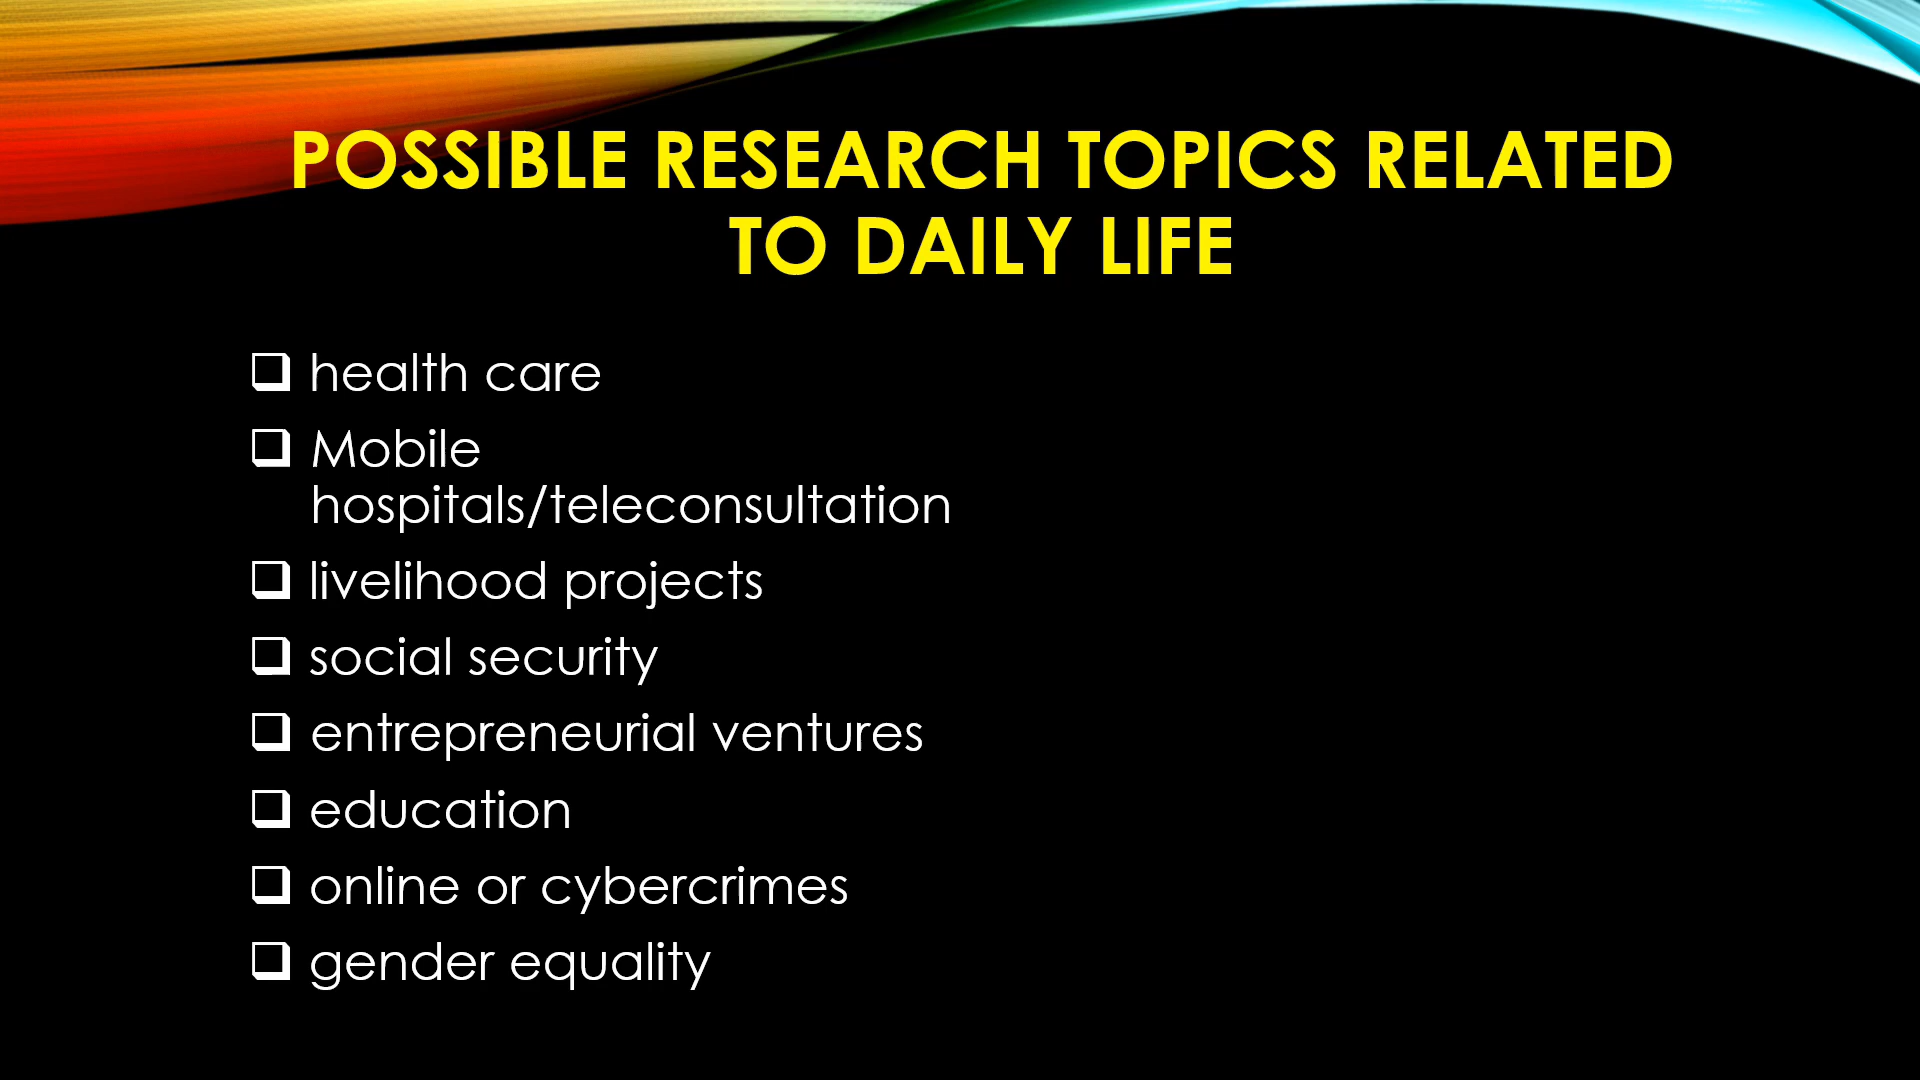 POSSIBLE RESEARCH TOPICS RELATED
TO DAILY LIFE
❑ health care
❑ Mobile
hospitals/teleconsultation
❑ livelihood projects
❑ social security
❑ entrepreneurial ventures
❑ education
❑ online or cybercrimes
❑ gender equality